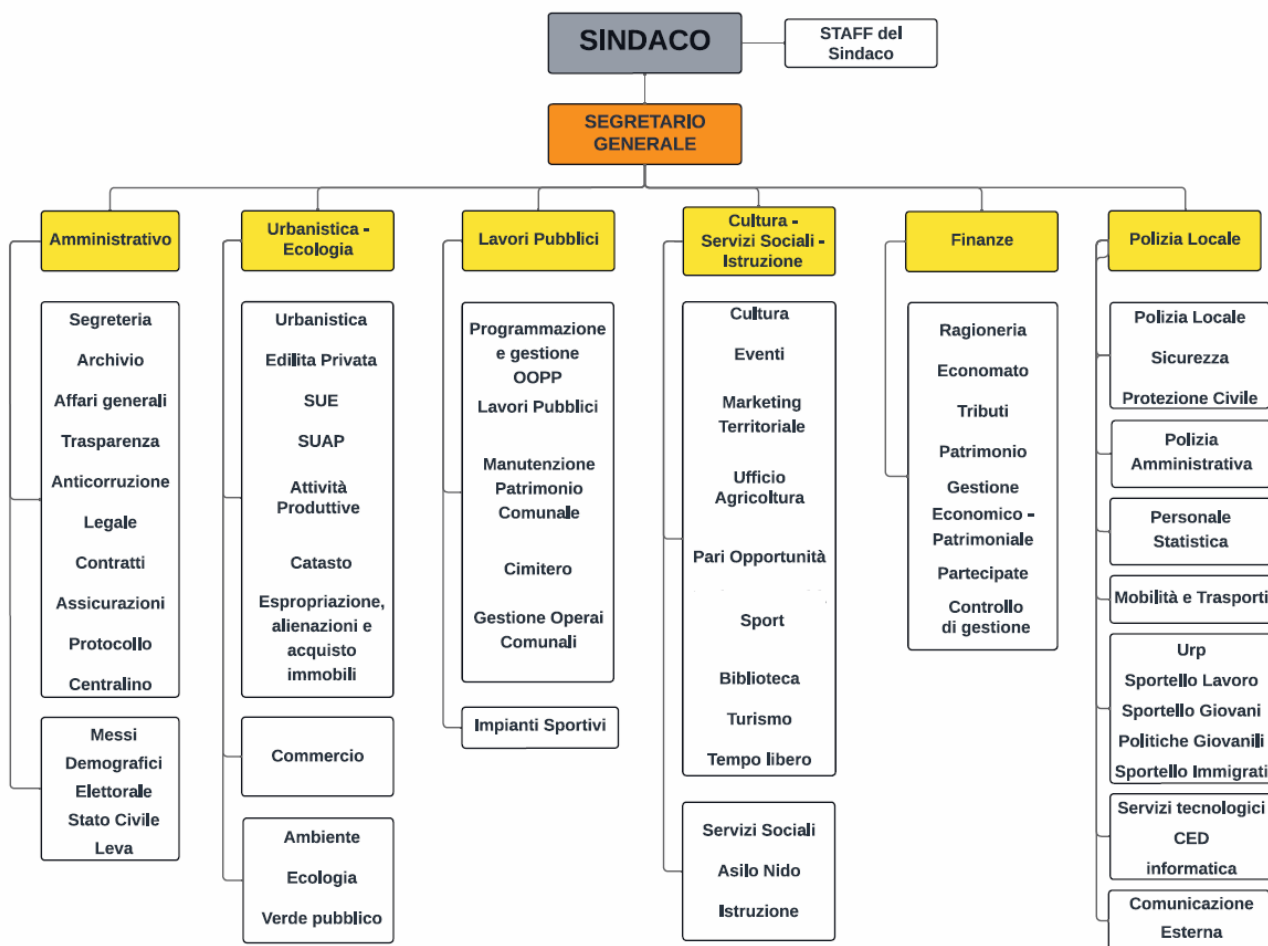 SINDACO
STAFF del
Sindaco
SEGRETARIO
GENERALE
Amministrativo
Segreteria
Archivio
Affari generali
Trasparenza
Anticorruzione
Legale
Contratti
Assicurazioni
Protocollo
Centralino
Messi
Demografici
Elettorale
Stato Civile
Leva
Urbanistica -
Ecologia
Urbanistica
Edilita Privata
SUE
SUAP
Attività
Produttive
Catasto
Espropriazione,
alienazioni e
acquisto
immobili
Commercio
Ambiente
Ecologia
Verde pubblico
Lavori Pubblici
Programmazione
e gestione
OOPP
Lavori Pubblici
Manutenzione
Patrimonio
Comunale
Cimitero
Gestione Operai
Comunali
Impianti Sportivi
Cultura -
Servizi Sociali -
Istruzione
Cultura
Eventi
Marketing
Territoriale
Ufficio
Agricoltura
Pari Opportunità
Sport
Biblioteca
Turismo
Tempo libero
Servizi Sociali
Asilo Nido
Istruzione
Finanze
Ragioneria
Economato
Tributi
Patrimonio
Gestione
Economico -
Patrimoniale
Partecipate
Controllo
di gestione
Polizia Locale
Polizia Locale
Sicurezza
Protezione Civile
Polizia
Amministrativa
Personale
Statistica
Mobilità e Trasporti
Urp
Sportello Lavoro
Sportello Giovani
Politiche Giovanili
Sportello Immigrati
Servizi tecnologici
CED
informatica
Comunicazione
Esterna